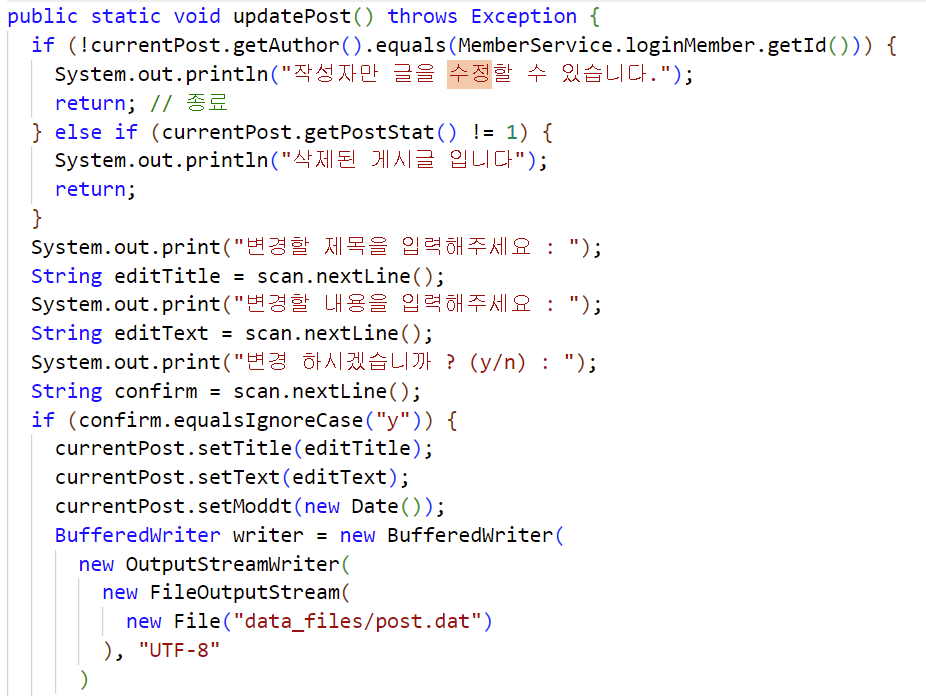 public static void updatePost() throws Exception {
if (!currentPost.getAuthor().equals(MemberService.loginMember.getId())) {
System.out.println("작성자만 글을 수정할 수 있습니다.");
return; // 종료
} else if (currentPost.getPostStat() != 1) {
System.out.println("삭제된 게시글 입니다");
return;
}
System.out.print("변경할 제목을 입력해주세요 : ");
String editTitle = scan.nextLine();
System.out.print("변경할 내용을 입력해주세요 : ");
String editText = scan.nextLine();
System.out.print("변경 하시겠습니까 ? (y/n) : ");
String confirm = scan.nextLine();
if (confirm.equalsIgnoreCase("y")) {
currentPost.setTitle(editTitle);
currentPost.setText(editText);
currentPost.setModdt(new Date());
BufferedWriter writer = new BufferedWriter(
new OutputStreamWriter(
new FileOutputStream(
new File("data_files/post.dat")
), "UTF-8"
)